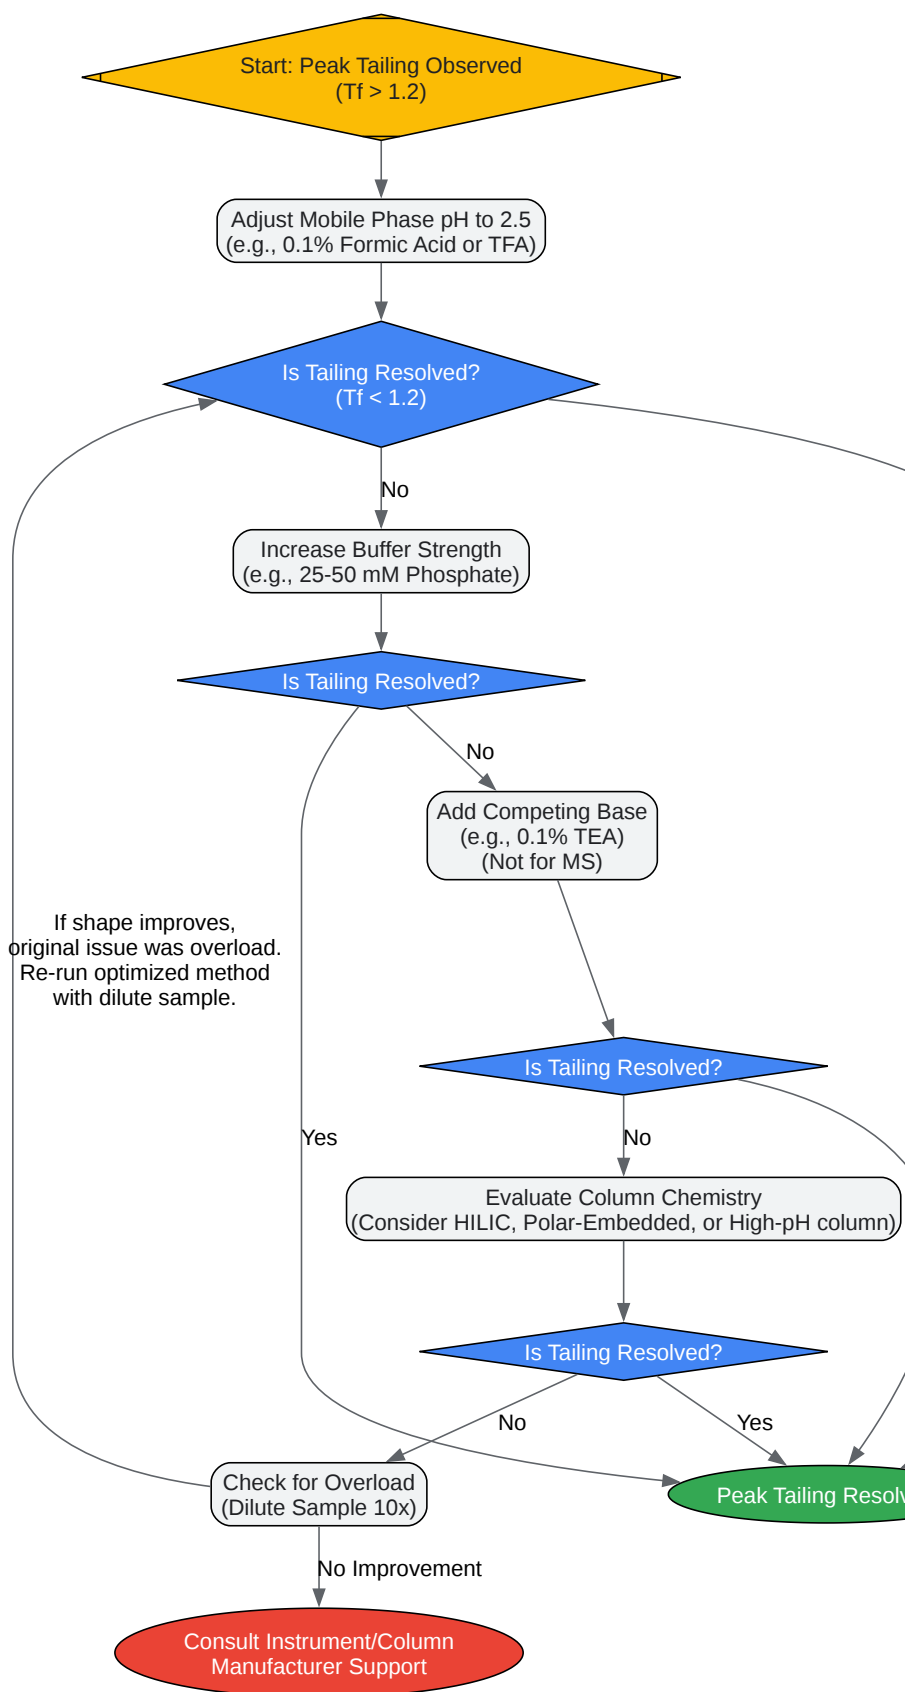 Start: Peak Tailing Observed
(Tf > 1.2)
Adjust Mobile Phase pH to 2.5
(e.g., 0.1% Formic Acid or TFA)
Is Tailing Resolved?
(Tf < 1.2)
No
Increase Buffer Strength
(e.g., 25-50 mM Phosphate)
Is Tailing Resolved?
No
Add Competing Base
(e.g., 0.1% TEA)
(Not for MS)
If shape improves,
original issue was overload.
Re-run optimized method
with dilute sample.
Is Tailing Resolved?
Yes
No
Evaluate Column Chemistry
(Consider HILIC, Polar-Embedded, or High-pH column)
Is Tailing Resolved?
No
Yes
Check for Overload
(Dilute Sample 10x)
Peak Tailing Resolv
No Improvement
Consult Instrument/Column
Manufacturer Support